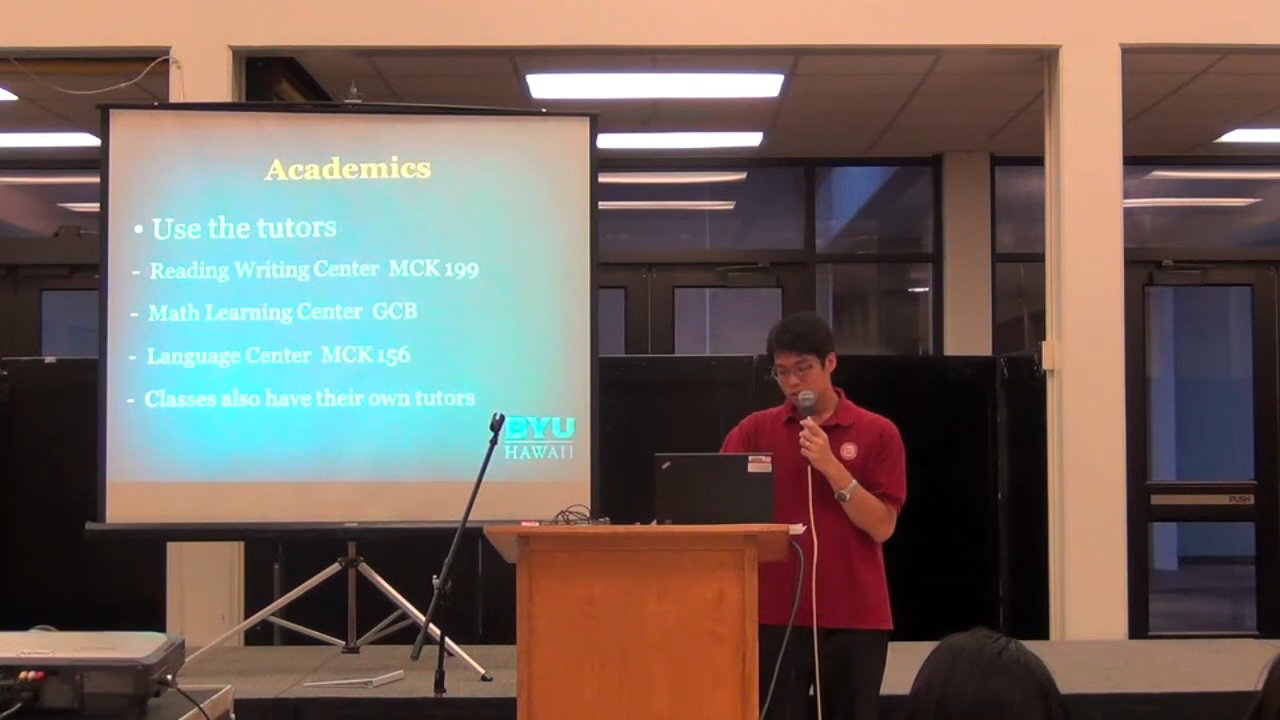 Academics
• Use the tutors
- Reading Writing Center MCK 199
- Math Learning Center GCB
- Language Center MCK 156
- Classes also have their own tutors
BYU
HAWAII
PUSH